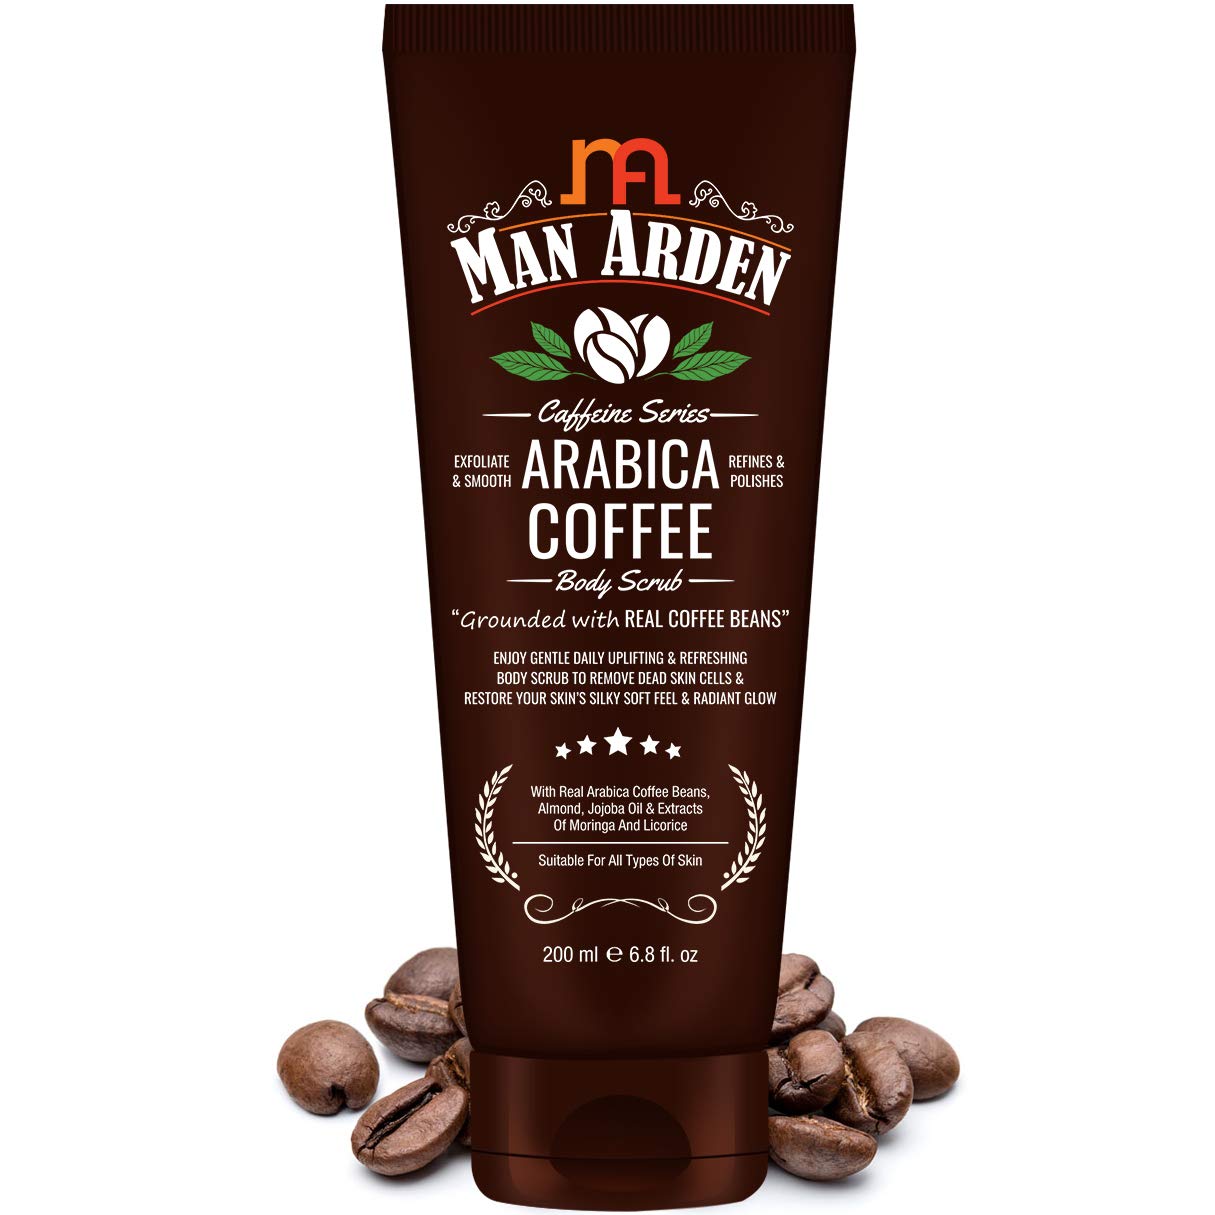 MA
MAN ARDEN
Caffeine Series
EXFOLIATE
& SMOOTH
ARABICA
REFINES &
POLISHES
COFFEE
Body Scrub
"Grounded with REAL COFFEE BEANS"
ENJOY GENTLE DAILY UPLIFTING & REFRESHING
BODY SCRUB TO REMOVE DEAD SKIN CELLS &
RESTORE YOUR SKIN'S SILKY SOFT FEEL & RADIANT GLOW
With Real Arabica Coffee Beans,
Almond, Jojoba Oil & Extracts
Of Moringa And Licorice
Suitable For All Types Of Skin
200 ml ℮ 6.8 fl. oz